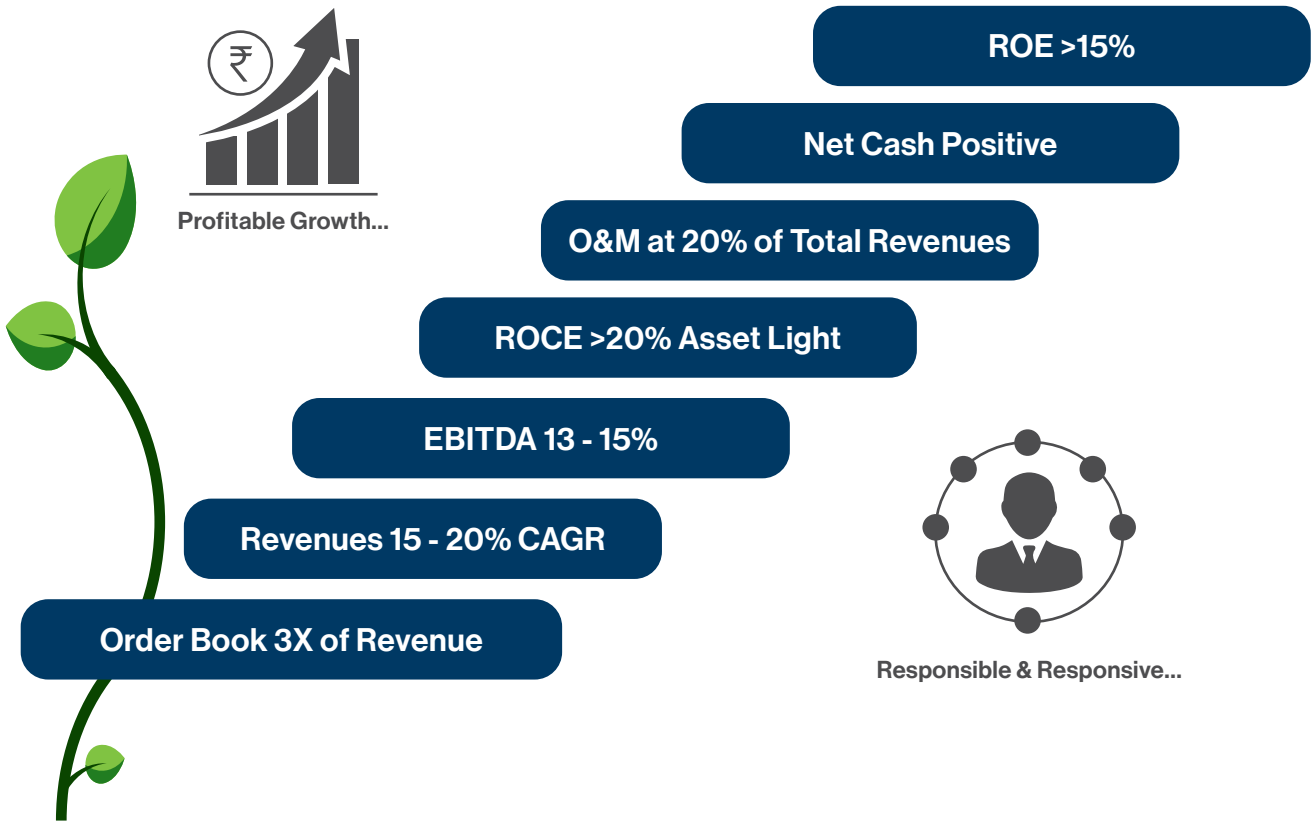 ROE >15%
₹
Net Cash Positive
Profitable Growth...
O&M at 20% of Total Revenues
ROCE >20% Asset Light
EBITDA 13 - 15%
Revenues 15 - 20% CAGR
Order Book 3X of Revenue
Responsible & Responsive...